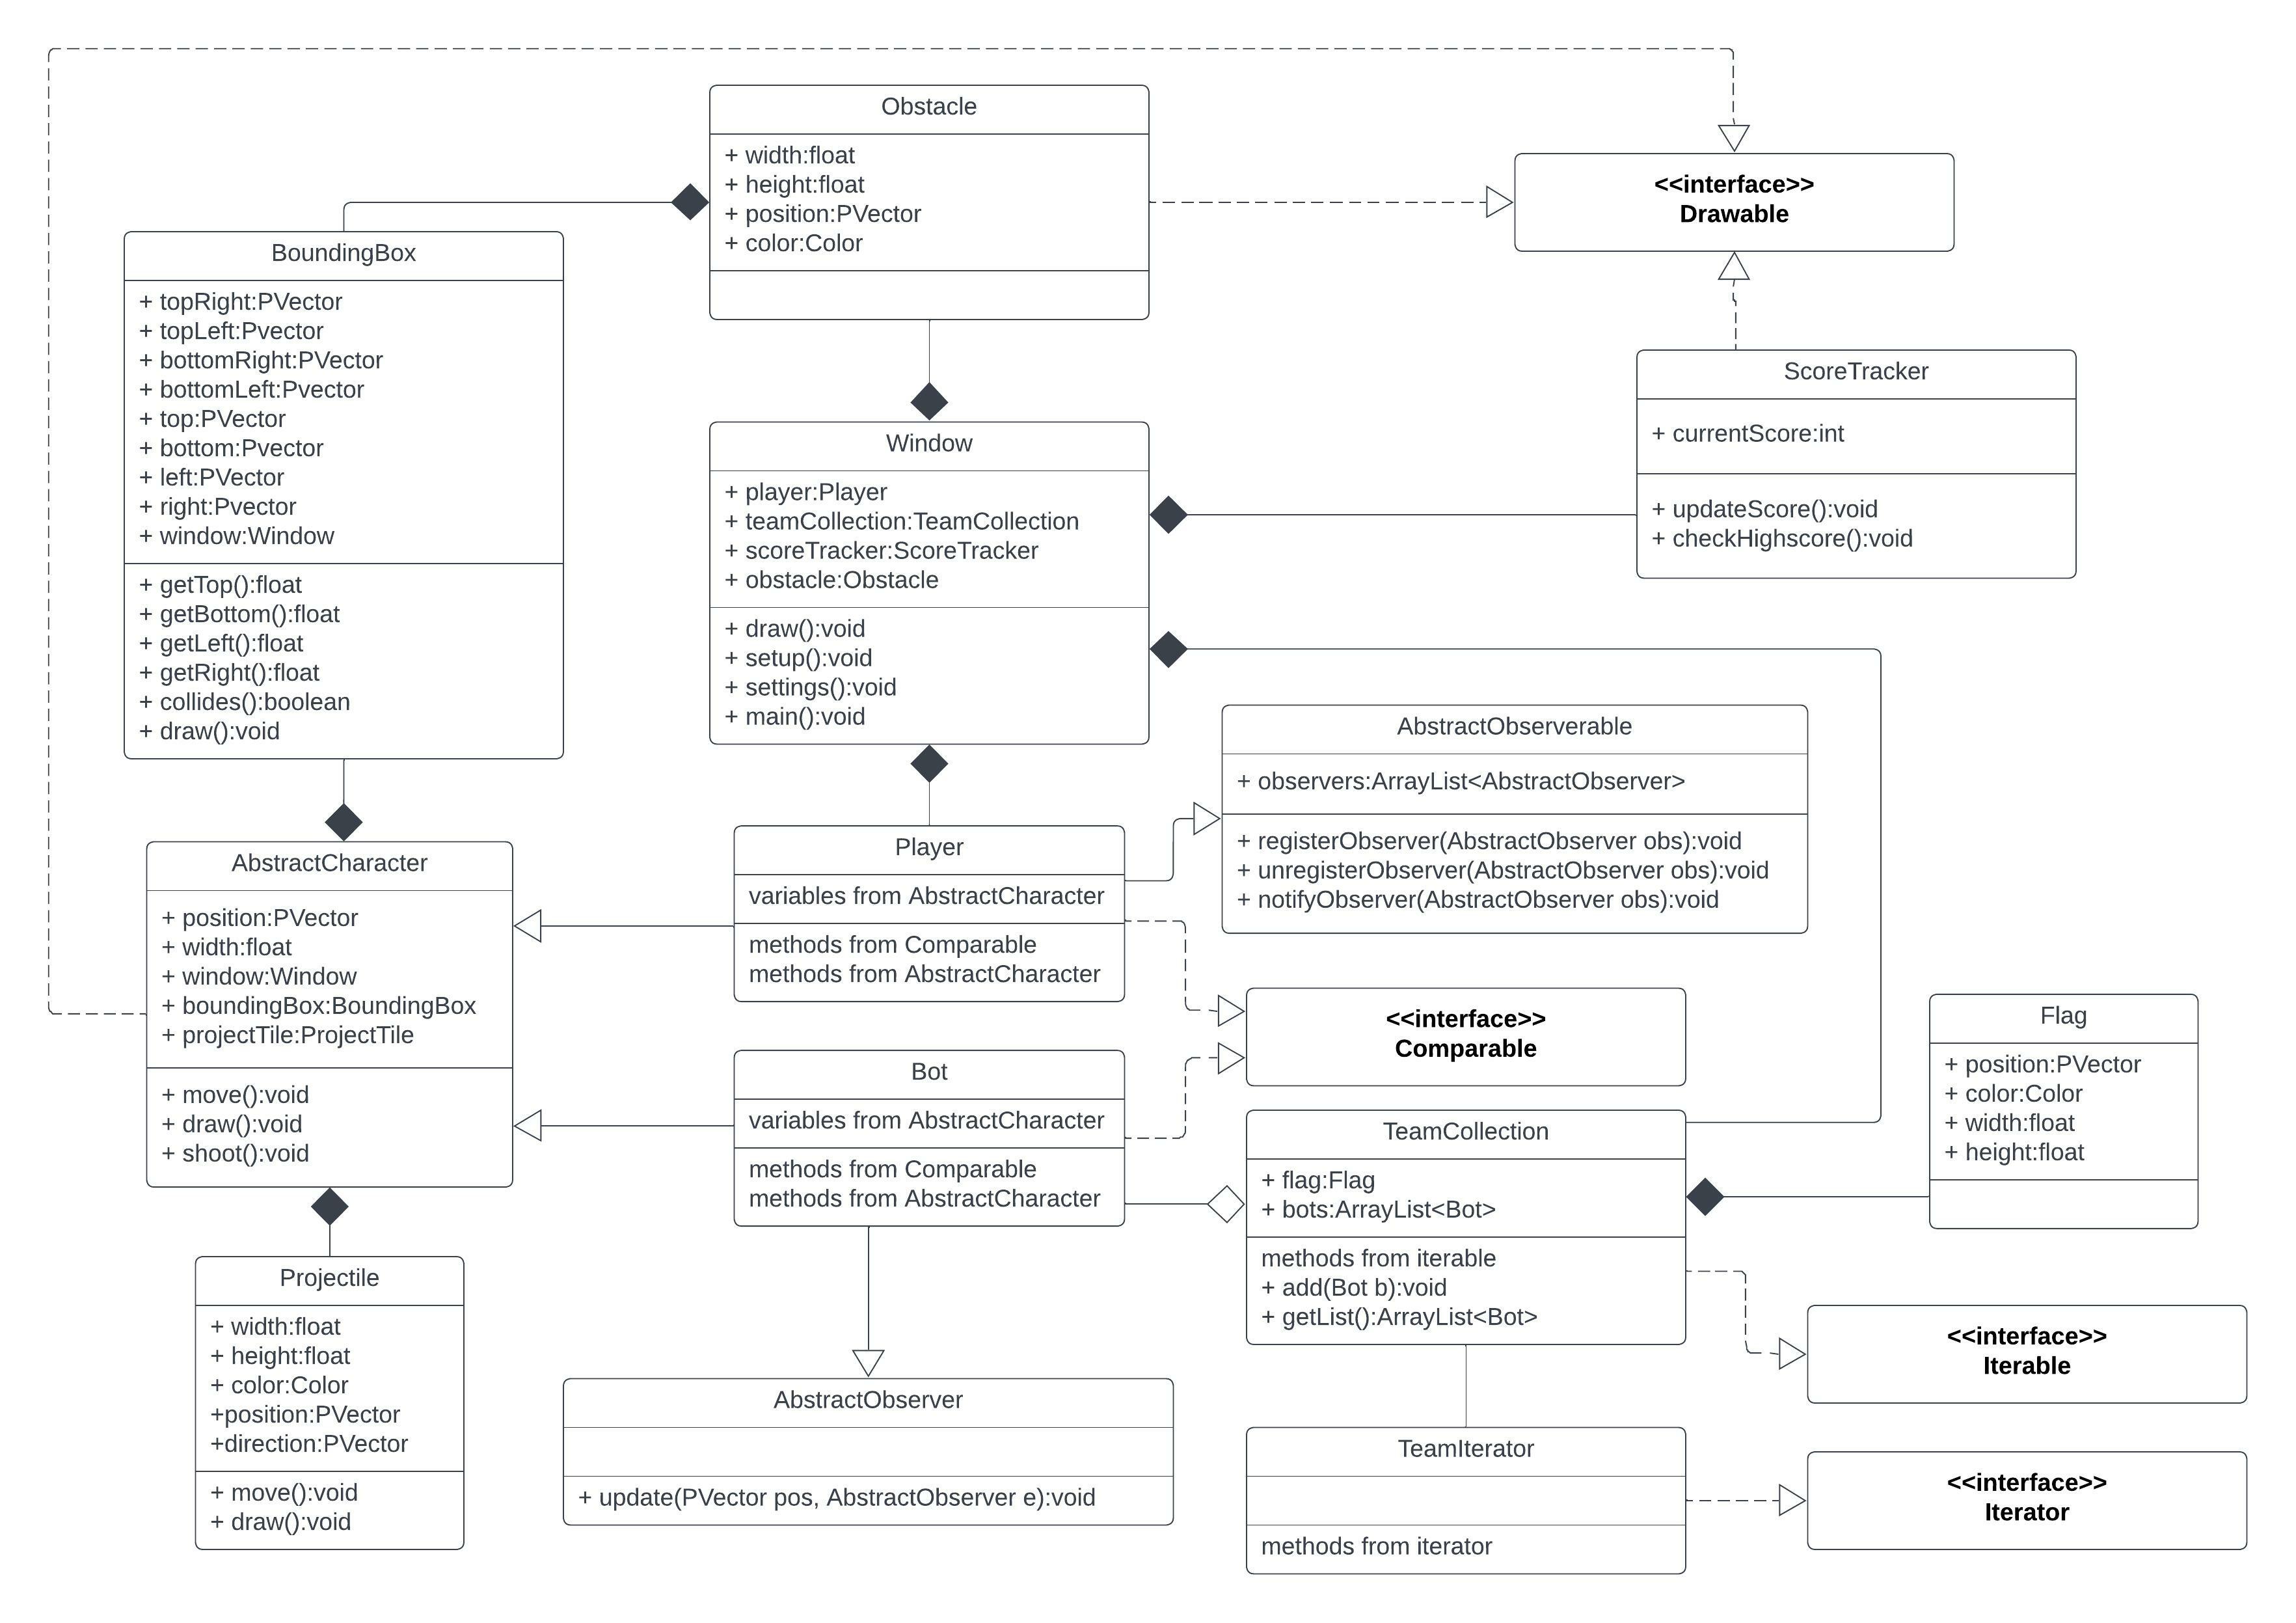 Obstacle
+ width:float
+ height:float
+ position:PVector
+ color:Color
<<interface>>
Drawable
BoundingBox
+ topRight:PVector
+ topLeft:Pvector
+ bottomRight:PVector
+ bottomLeft:Pvector
+ top:PVector
+ bottom:Pvector
+ left:PVector
+ right:Pvector
+ window:Window
+ getTop():float
+ getBottom():float
+ getLeft():float
+ getRight():float
+ collides():boolean
+ draw():void
ScoreTracker
+ currentScore:int
+ updateScore():void
+ checkHighscore():void
Window
+ player:Player
+ teamCollection:TeamCollection
+ scoreTracker:ScoreTracker
+ obstacle:Obstacle
+ draw():void
+ setup():void
+ settings():void
+ main():void
AbstractObserverable
+ observers:ArrayList<AbstractObserver>
+ registerObserver(AbstractObserver obs):void
+ unregisterObserver(AbstractObserver obs):void
+ notifyObserver(AbstractObserver obs):void
AbstractCharacter
+ position:PVector
+ width:float
+ window:Window
+ boundingBox:BoundingBox
+ projectTile:ProjectTile
+ move():void
+ draw():void
+ shoot():void
Player
variables from AbstractCharacter
methods from Comparable
methods from AbstractCharacter
<<interface>>
Comparable
Flag
+ position:PVector
+ color:Color
+ width:float
+ height:float
Bot
variables from AbstractCharacter
methods from Comparable
methods from AbstractCharacter
TeamCollection
+ flag:Flag
+ bots:ArrayList<Bot>
methods from iterable
+ add(Bot b):void
+ getList():ArrayList<Bot>
Projectile
+ width:float
+ height:float
+ color:Color
+position:PVector
+direction:PVector
+ move():void
+ draw():void
<<interface>>
Iterable
AbstractObserver
+ update(PVector pos, AbstractObserver e):void
TeamIterator
methods from iterator
<<interface>>
Iterator